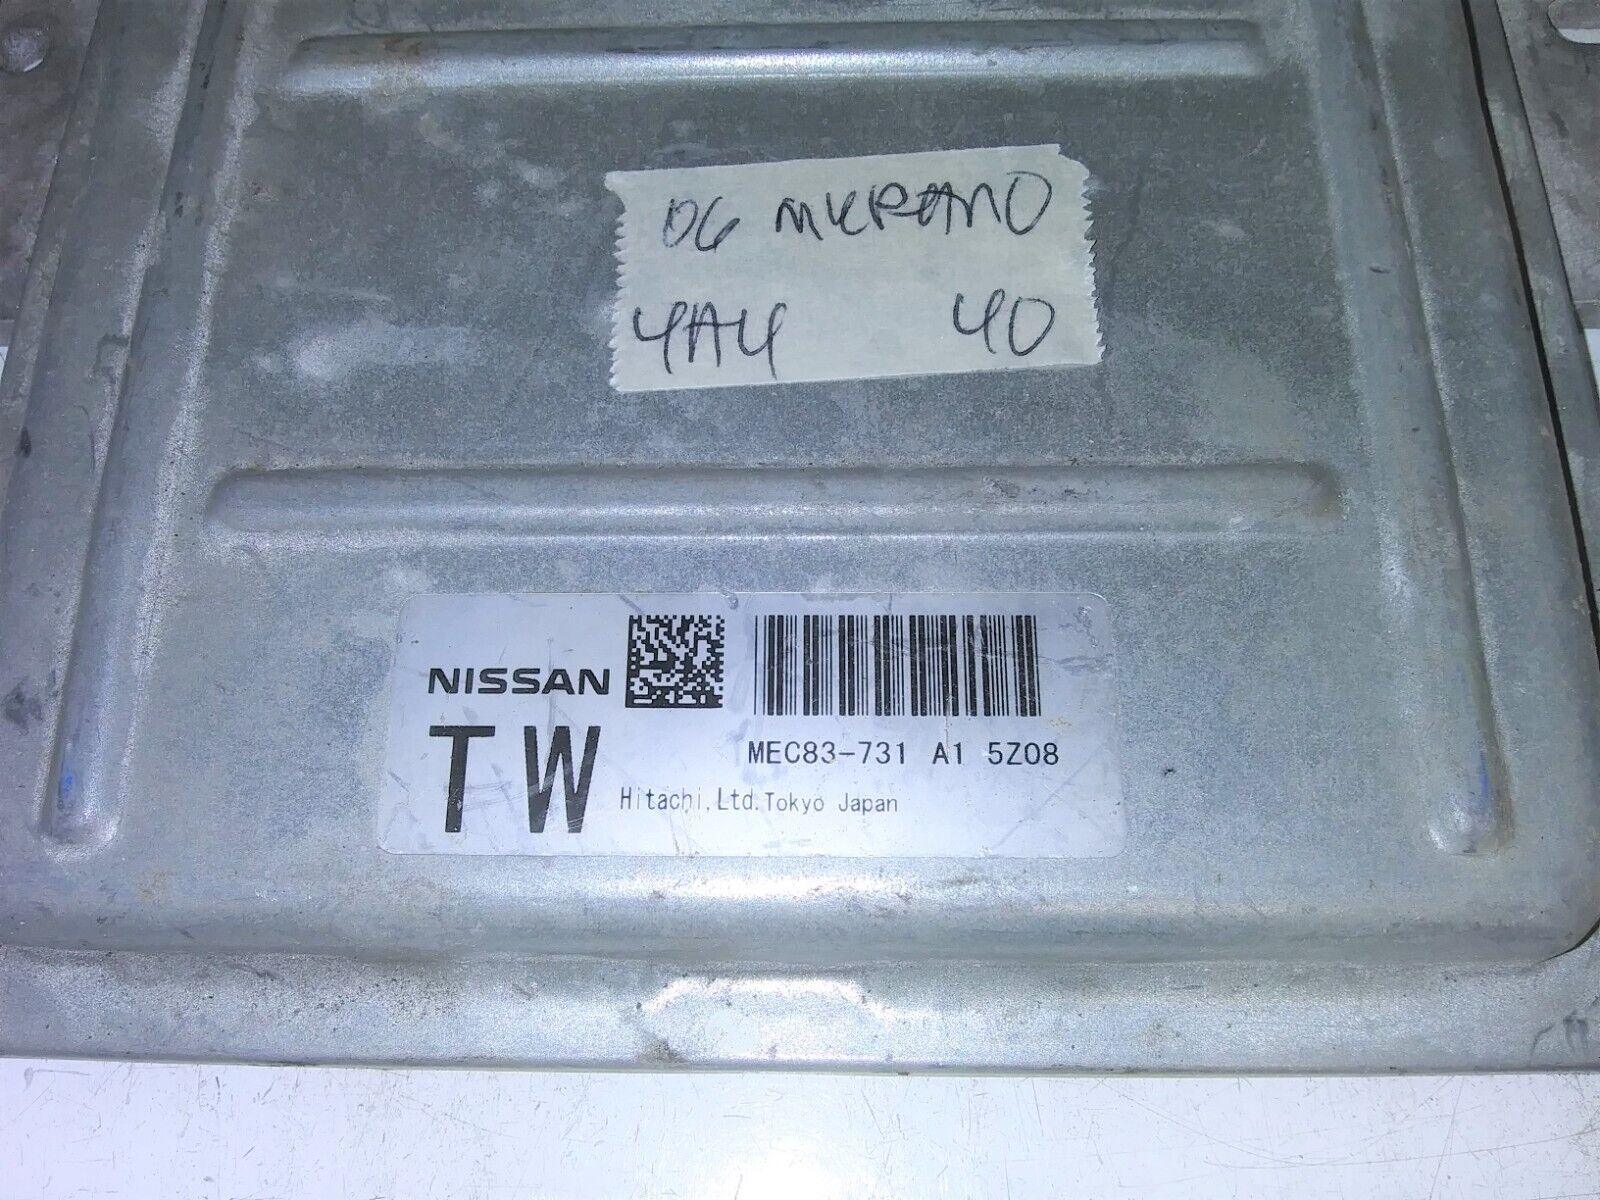 06 MURANO
4A4 40
NISSAN
TW
MEC83-731 A1 5Z08
Hitachi,Ltd.Tokyo Japan